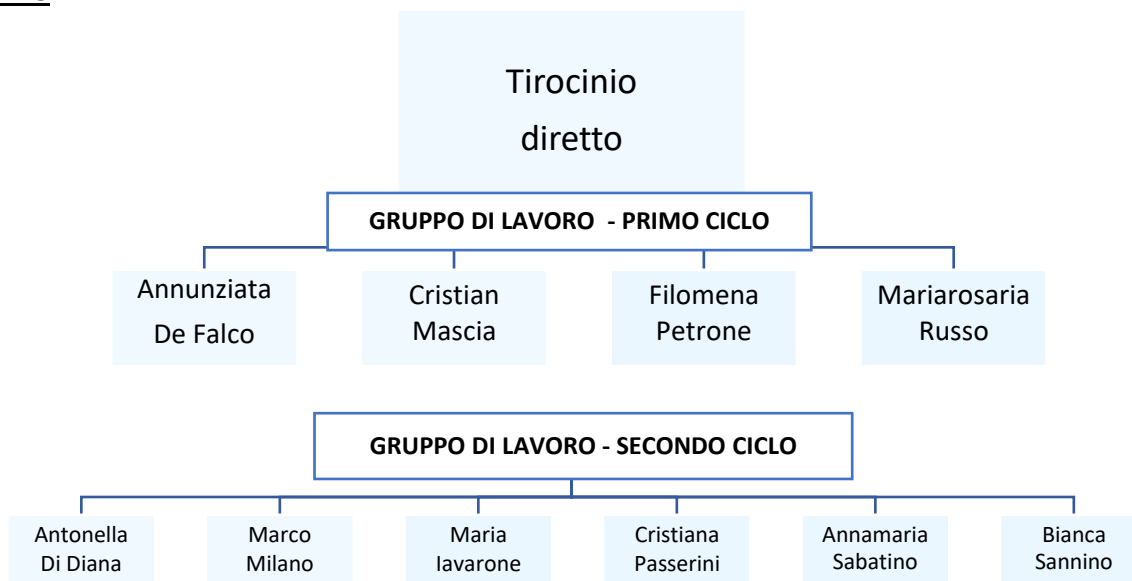 Tirocinio
diretto
GRUPPO DI LAVORO - PRIMO CICLO
Annunziata
De Falco
Cristian
Mascia
Filomena
Petrone
Mariarosaria
Russo
GRUPPO DI LAVORO - SECONDO CICLO
Antonella
Di Diana
Marco
Milano
Maria
Iavarone
Cristiana
Passerini
Annamaria
Sabatino
Bianca
Sannino